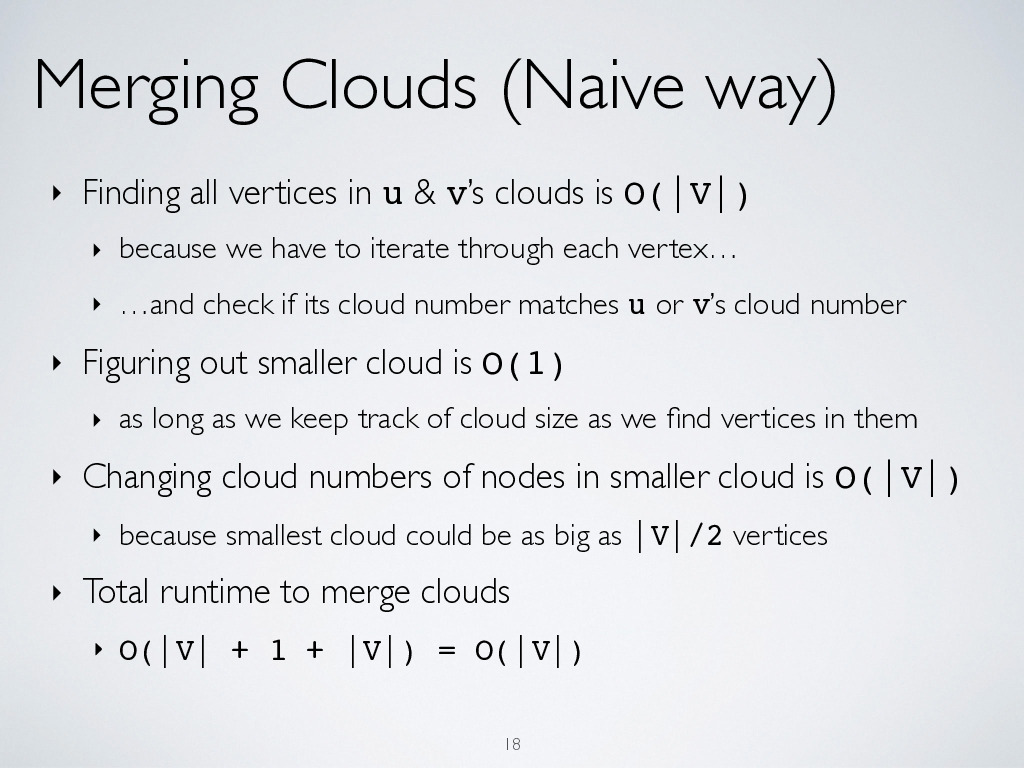 Merging Clouds (Naive way)
‣ Finding all vertices in u & v’s clouds is O(|V|)
‣ because we have to iterate through each vertex…
‣ …and check if its cloud number matches u or v’s cloud number
‣ Figuring out smaller cloud is O(1)
‣ as long as we keep track of cloud size as we find vertices in them
‣ Changing cloud numbers of nodes in smaller cloud is O(|V|)
‣ because smallest cloud could be as big as |V|/2 vertices
‣ Total runtime to merge clouds
‣ O(|V| + 1 + |V|) = O(|V|)
18